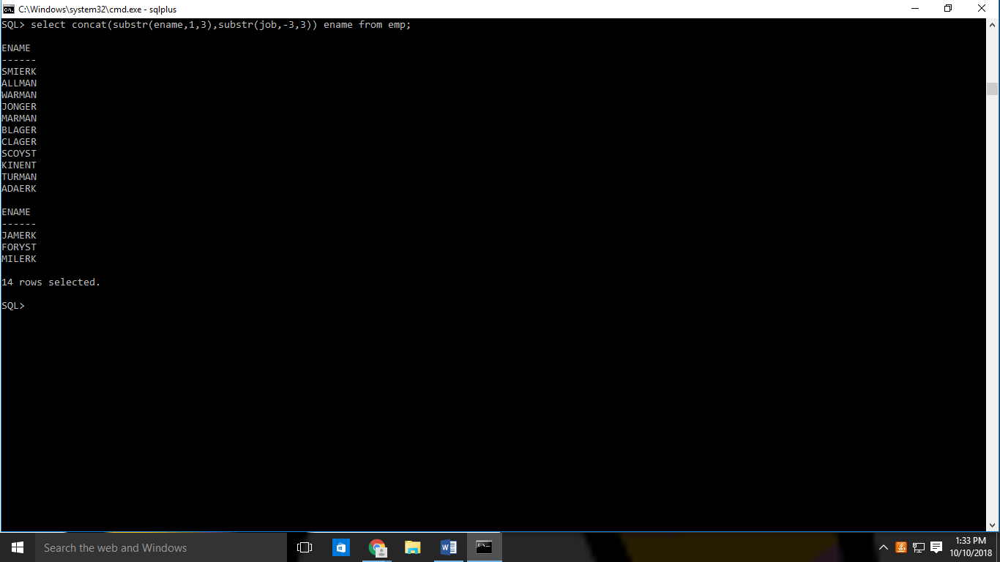 C:\Windows\system32\cmd.exe - sqlplus
SQL> select concat(substr(ename,1,3),substr(job,-3,3)) ename from emp;
ENAME
------
SMIERK
ALLMAN
WARMAN
JONGER
MARMAN
BLAGER
CLAGER
SCOYST
KINENT
TURMAN
ADAERK
ENAME
------
JAMERK
FORYST
MILERK
14 rows selected.
SQL>
Search the web and Windows
1:33 PM
10/10/2018